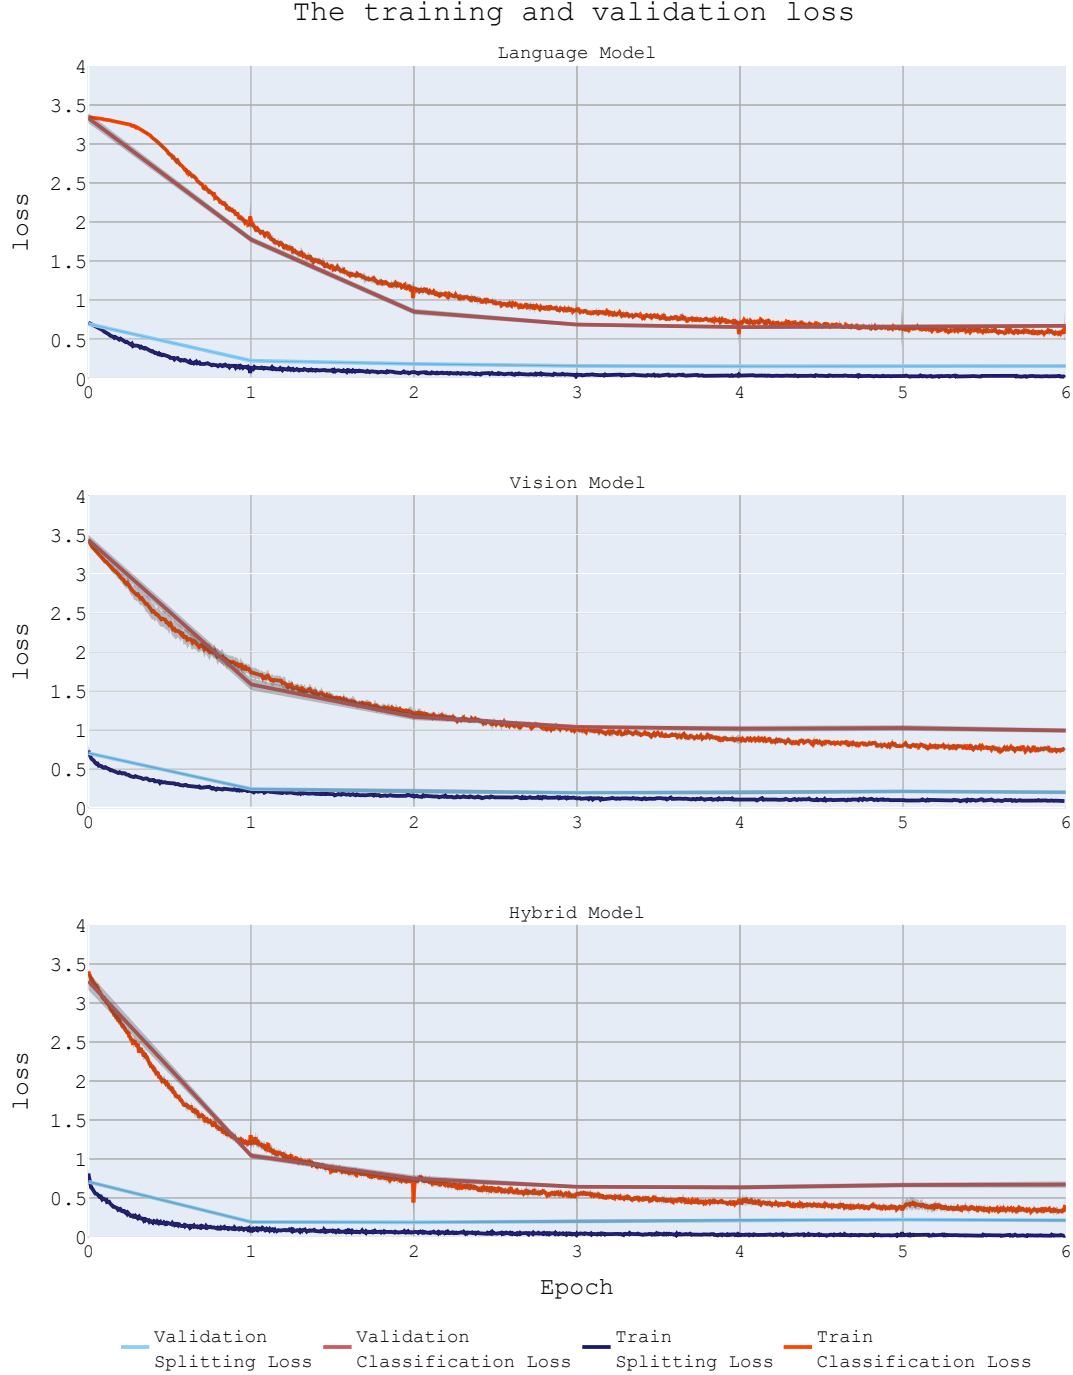 The training and validation loss
Language Model
4
3.5
3
2.5
2
1.5
1
0.5
0
loss
0 1 2 3 4 5 6
Vision Model
4
3.5
3
2.5
2
1.5
1
0.5
0
loss
0 1 2 3 4 5 6
Hybrid Model
4
3.5
3
2.5
2
1.5
1
0.5
0
loss
0 1 2 3 4 5 6
Epoch
Validation
Splitting Loss
Validation
Classification Loss
Train
Splitting Loss
Train
Classification Loss